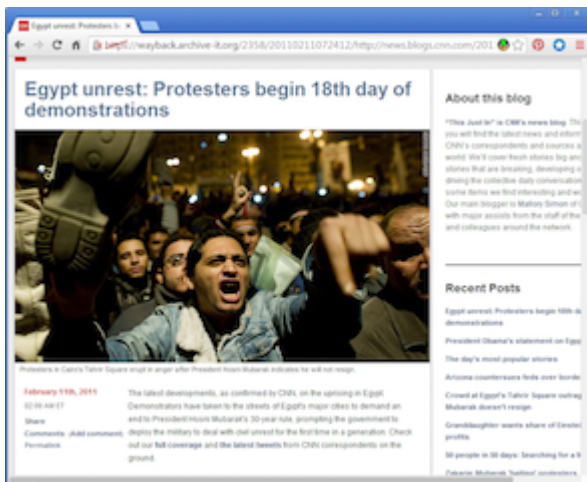 Egypt unrest: Protesters b
wayback.archive-it.org/2358/20110211072412/http://news.blogs.cnn.com/201
Egypt unrest: Protesters begin 18th day of
demonstrations
Protesters in Cairo's Tahrir Square erupt in anger after President Hosni Mubarak indicates he will not resign.
February 11th, 2011
02:09 AM ET
Share
Comments (Add comment)
Permalink
The latest developments, as confirmed by CNN, on the uprising in Egypt.
Demonstrators have taken to the streets of Egypt's major cities to demand an
end to President Hosni Mubarak's 30-year rule, prompting the government to
deploy the military to deal with civil unrest for the first time in a generation. Check
out our full coverage and the latest tweets from CNN correspondents on the
ground.
About this blog
"This Just In" is CNN's news blog. This
you will find the latest news and inform
CNN's correspondents and sources a
world. We'll cover fresh stories big an
stories that are breaking, developing o
driving the collective daily conversation
some items we find interesting and w
Our main blogger is Mallory Simon of
with major assists from the staff of the
and colleagues around the network.
Recent Posts
Egypt unrest: Protesters begin 18th da
demonstrations
President Obama's statement on Egyp
The day's most popular stories
Arizona countersues feds over borde
Crowd at Egypt's Tahrir Square outrag
Mubarak doesn't resign
Granddaughter wants share of Einstei
profits
50 people in 50 days: Searching for a
Zakaria: Mubarak 'baiting' protesters,